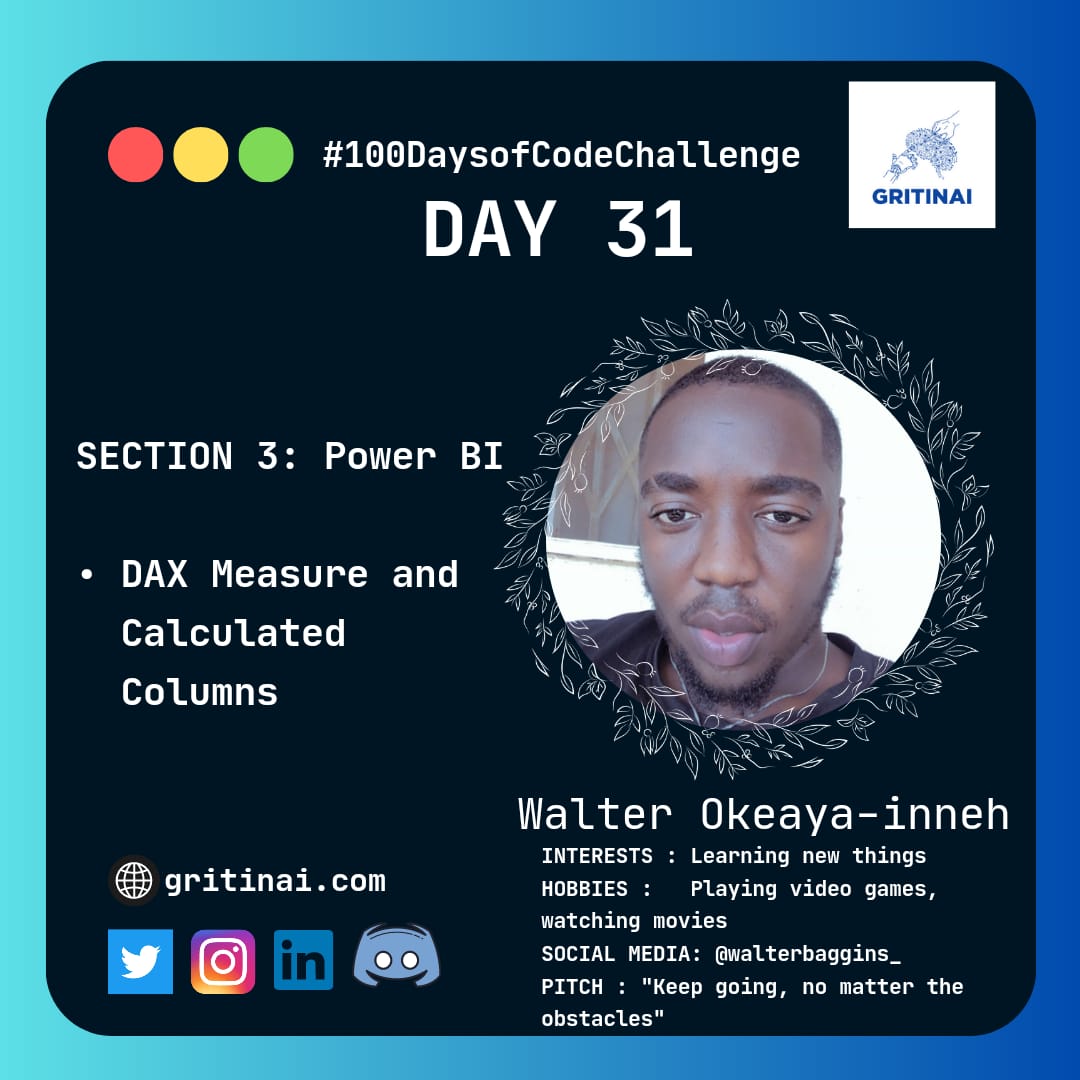 #100DaysofCodeChallenge
DAY 31
GRITINAI
SECTION 3: Power BI
• DAX Measure and
Calculated
Columns
Walter Okeaya-inneh
INTERESTS : Learning new things
HOBBIES : Playing video games,
watching movies
SOCIAL MEDIA: @walterbaggins_
PITCH : "Keep going, no matter the
obstacles"
gritinai.com
in